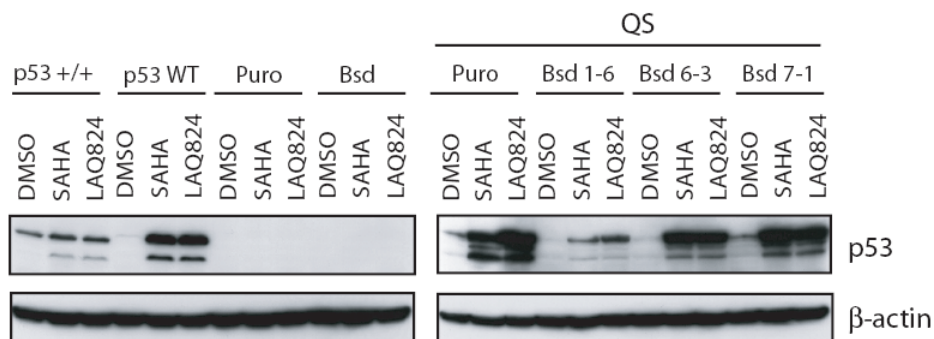 QS
p53 +/+ p53 WT Puro Bsd Puro Bsd 1-6 Bsd 6-3 Bsd 7-1
DMSO SAHA LAQ824 DMSO SAHA LAQ824 DMSO SAHA LAQ824 DMSO SAHA LAQ824 DMSO SAHA LAQ824 DMSO SAHA LAQ824 DMSO SAHA LAQ824 DMSO SAHA LAQ824
p53
β-actin